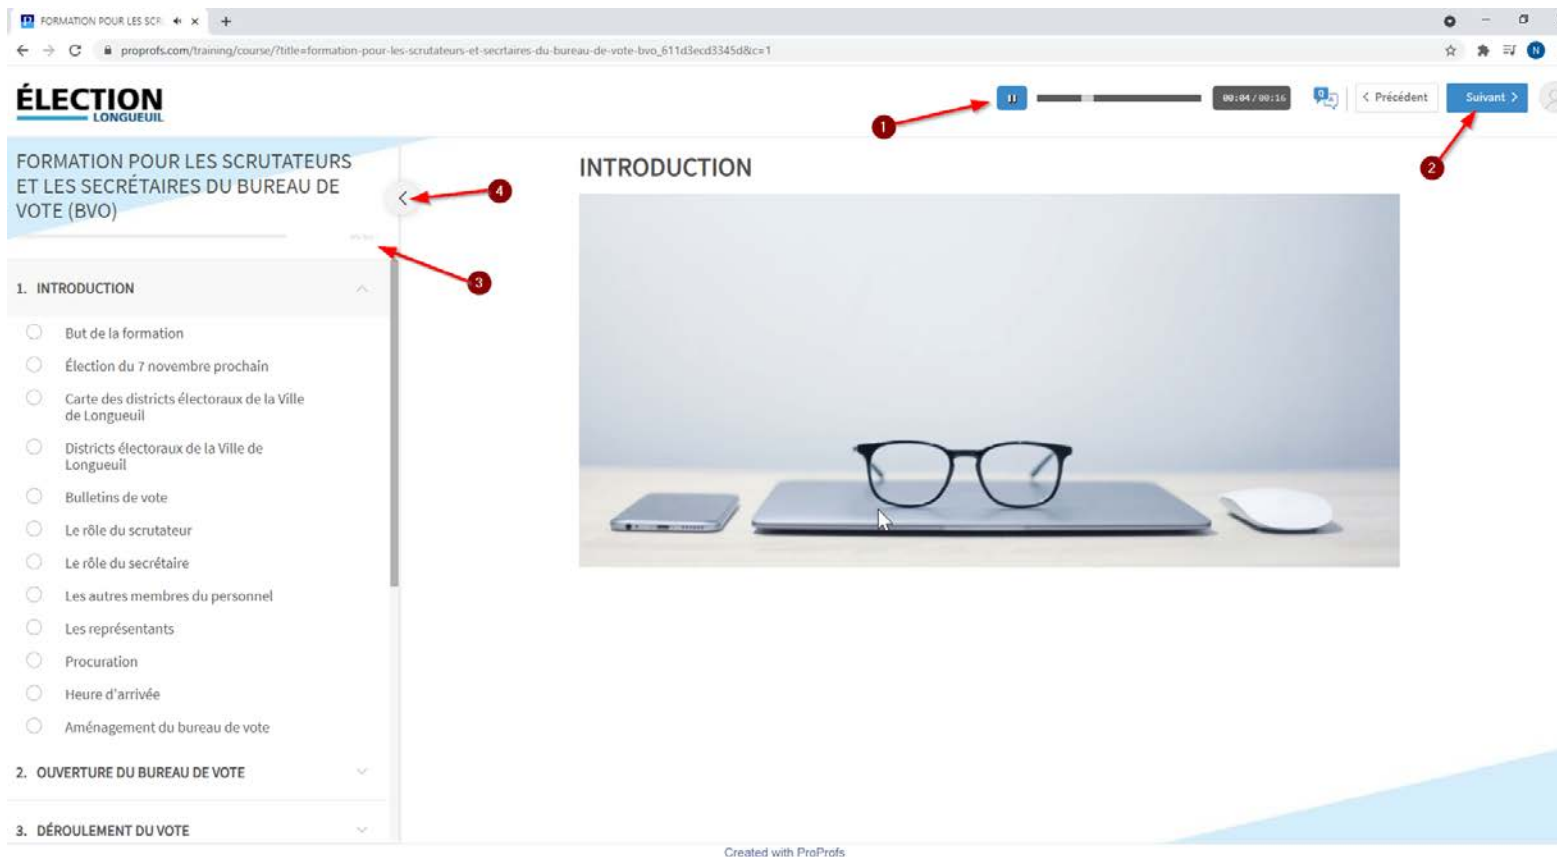 FORMATION POUR LES SCR
proprofs.com/training/course/?title=formation-pour-les-scrutateurs-et-secrtaires-du-bureau-de-vote-bvo_611d3ecd3345d&c=1
N
ÉLECTION
LONGUEUIL
00:04 / 00:16
Précédent
Suivant
1
2
FORMATION POUR LES SCRUTATEURS
ET LES SECRÉTAIRES DU BUREAU DE
VOTE (BVO)
4
3
INTRODUCTION
1. INTRODUCTION
But de la formation
Élection du 7 novembre prochain
Carte des districts électoraux de la Ville
de Longueuil
Districts électoraux de la Ville de
Longueuil
Bulletins de vote
Le rôle du scrutateur
Le rôle du secrétaire
Les autres membres du personnel
Les représentants
Procuration
Heure d'arrivée
Aménagement du bureau de vote
2. OUVERTURE DU BUREAU DE VOTE
3. DÉROULEMENT DU VOTE
Created with ProProfs